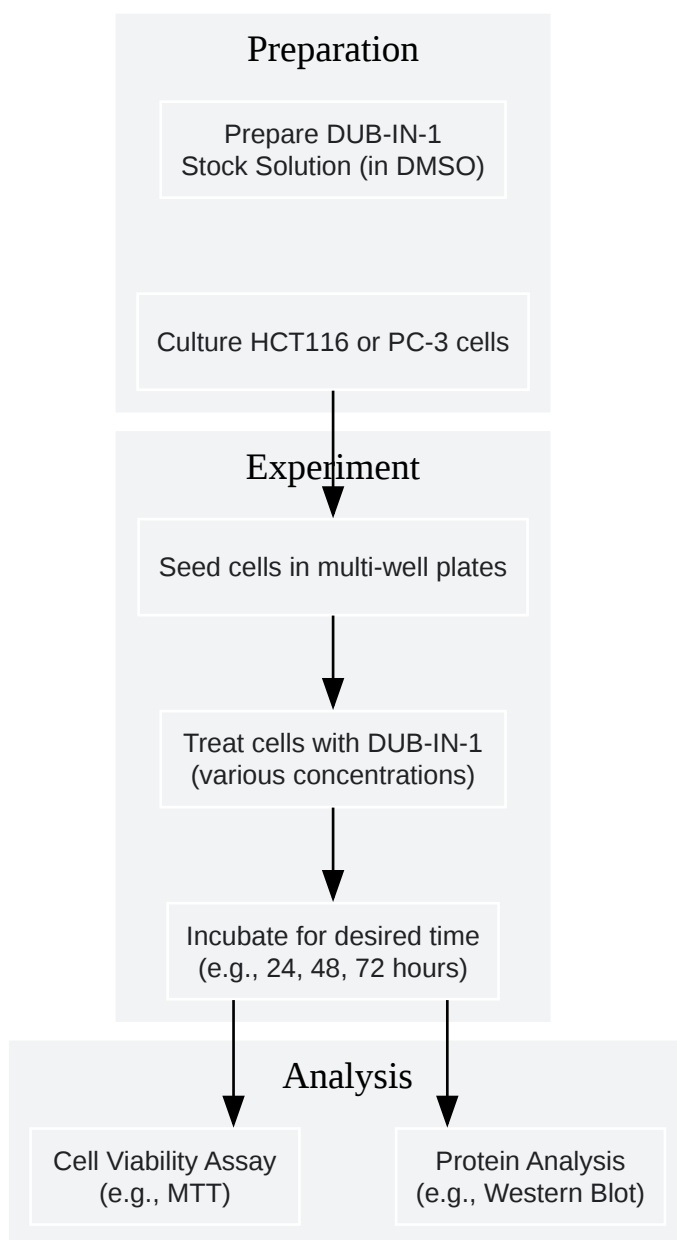 Preparation
Prepare DUB-IN-1
Stock Solution (in DMSO)
Culture HCT116 or PC-3 cells
Experiment
Seed cells in multi-well plates
Treat cells with DUB-IN-1
(various concentrations)
Incubate for desired time
(e.g., 24, 48, 72 hours)
Analysis
Cell Viability Assay
(e.g., MTT)
Protein Analysis
(e.g., Western Blot)